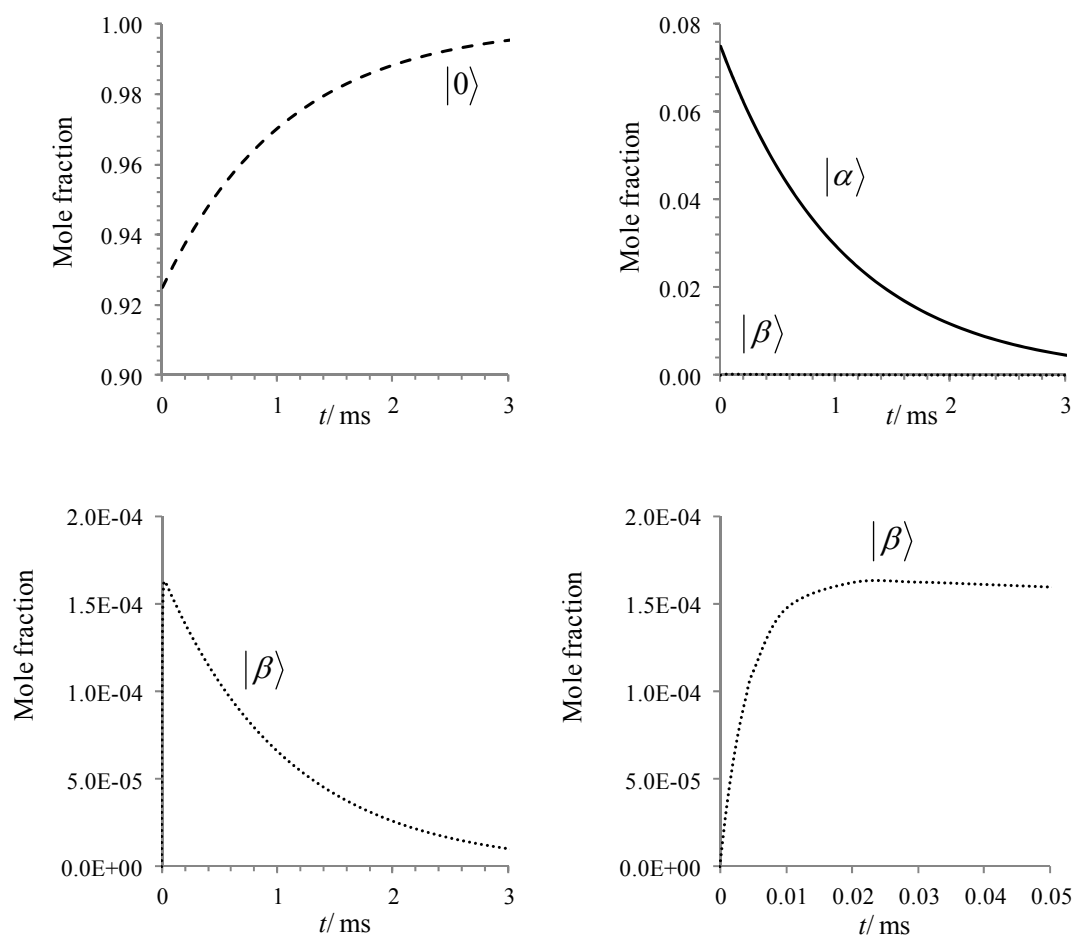 1.00
0.98
0.96
0.94
0.92
0.90
Mole fraction
|0⟩
0 1 2 3
t/ ms
0.08
0.06
0.04
0.02
0.00
Mole fraction
|α⟩
|β⟩
0 1 2 3
t/ ms
2.0E-04
1.5E-04
1.0E-04
5.0E-05
0.0E+00
Mole fraction
|β⟩
0 1 2 3
t/ ms
2.0E-04
1.5E-04
1.0E-04
5.0E-05
0.0E+00
Mole fraction
|β⟩
0 0.01 0.02 0.03 0.04 0.05
t/ ms